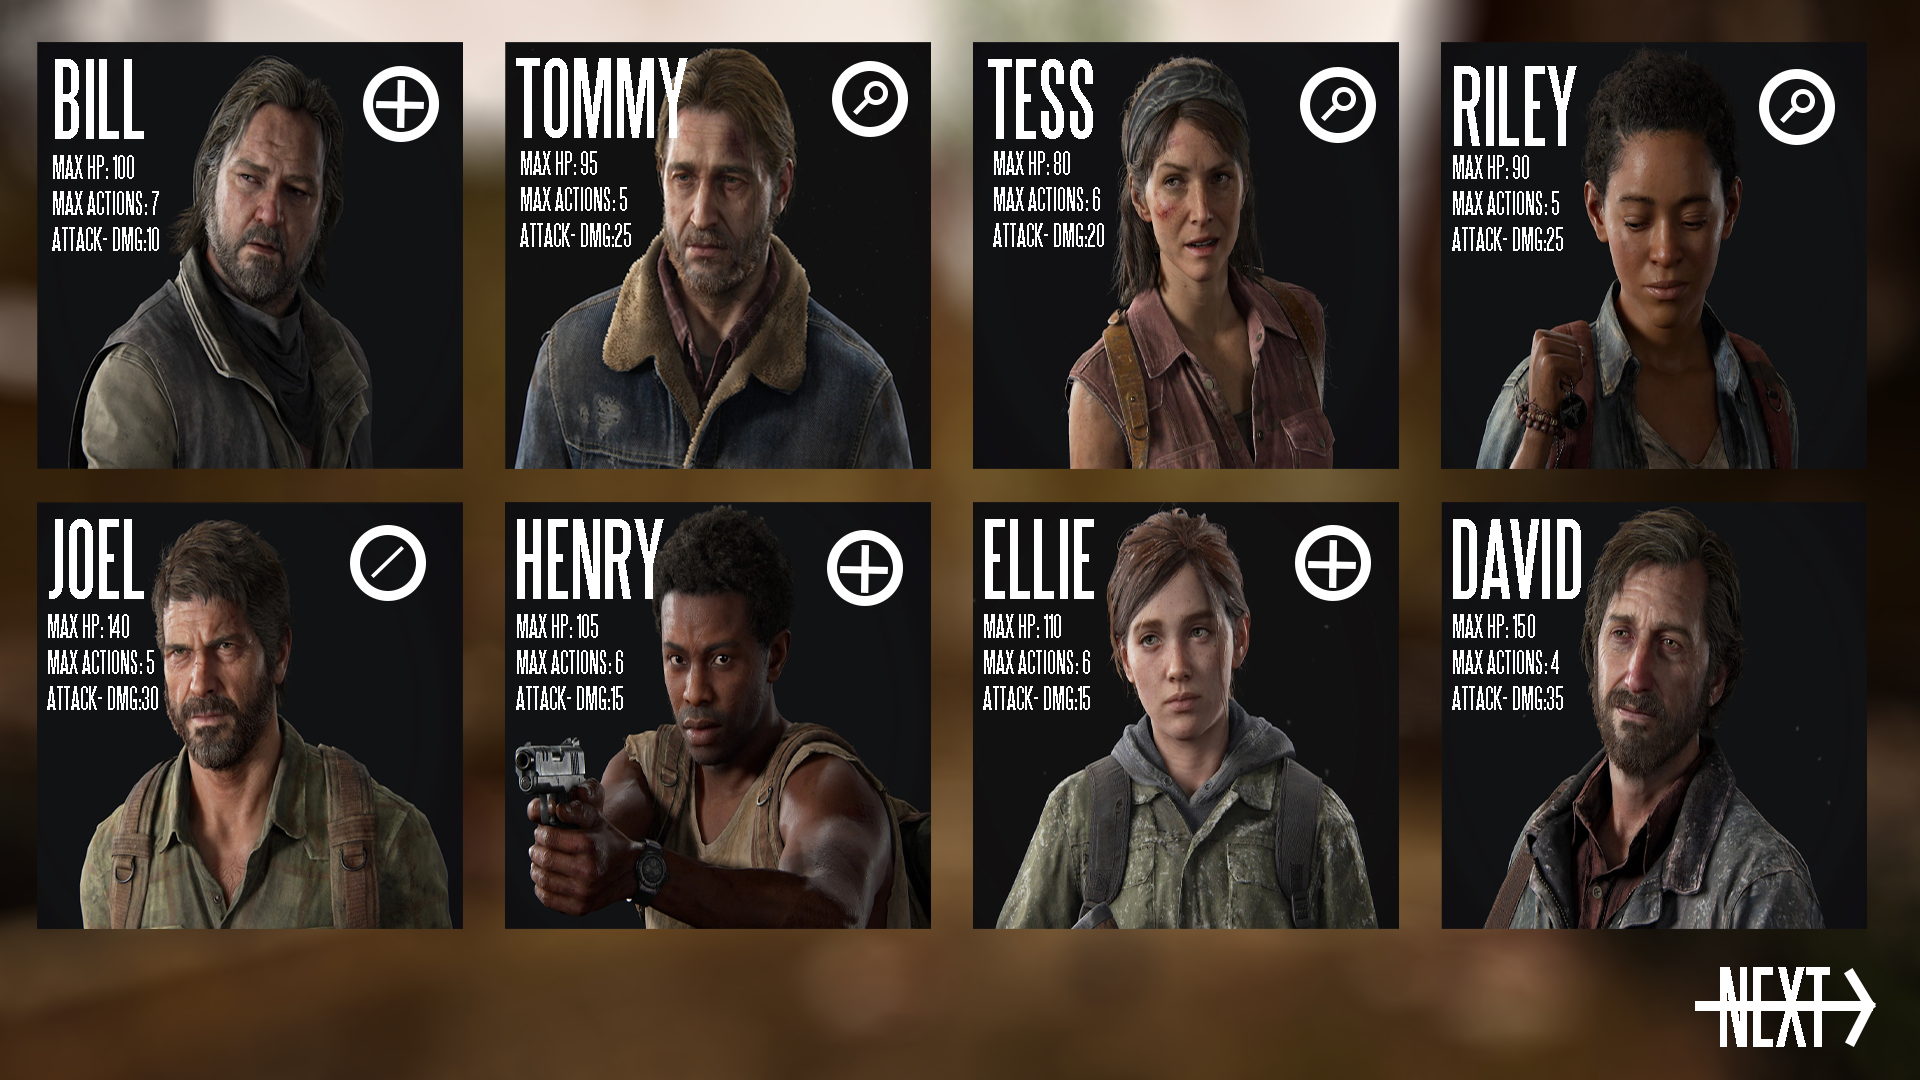 BILL
MAX HP: 100
MAX ACTIONS: 7
ATTACK- DMG:10
TOMMY
MAX HP: 95
MAX ACTIONS: 5
ATTACK- DMG:25
TESS
MAX HP: 80
MAX ACTIONS: 6
ATTACK- DMG:20
RILEY
MAX HP: 90
MAX ACTIONS: 5
ATTACK- DMG:25
JOEL
MAX HP: 140
MAX ACTIONS: 5
ATTACK- DMG:30
HENRY
MAX HP: 105
MAX ACTIONS: 6
ATTACK- DMG:15
ELLIE
MAX HP: 110
MAX ACTIONS: 6
ATTACK- DMG:15
DAVID
MAX HP: 150
MAX ACTIONS: 4
ATTACK- DMG:35
NEXT